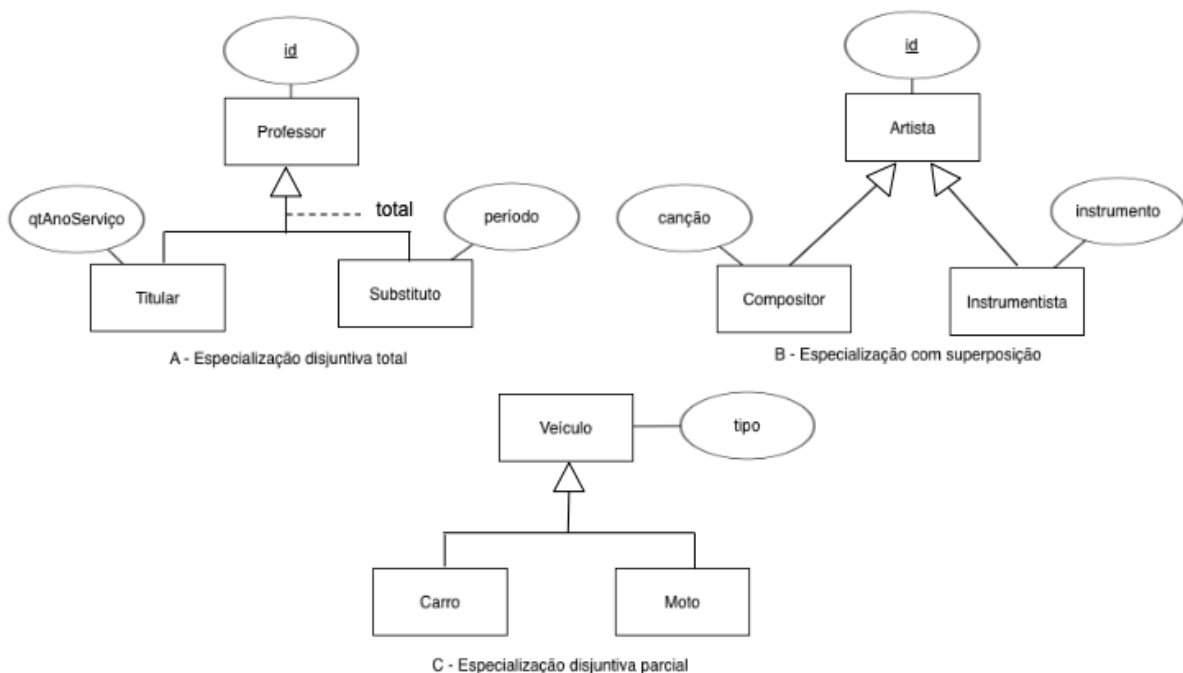 id
Professor
total
qtAnoServiço
período
Titular
Substituto
A - Especialização disjuntiva total
id
Artista
canção
instrumento
Compositor
Instrumentista
B - Especialização com superposição
Veículo
tipo
Carro
Moto
C - Especialização disjuntiva parcial